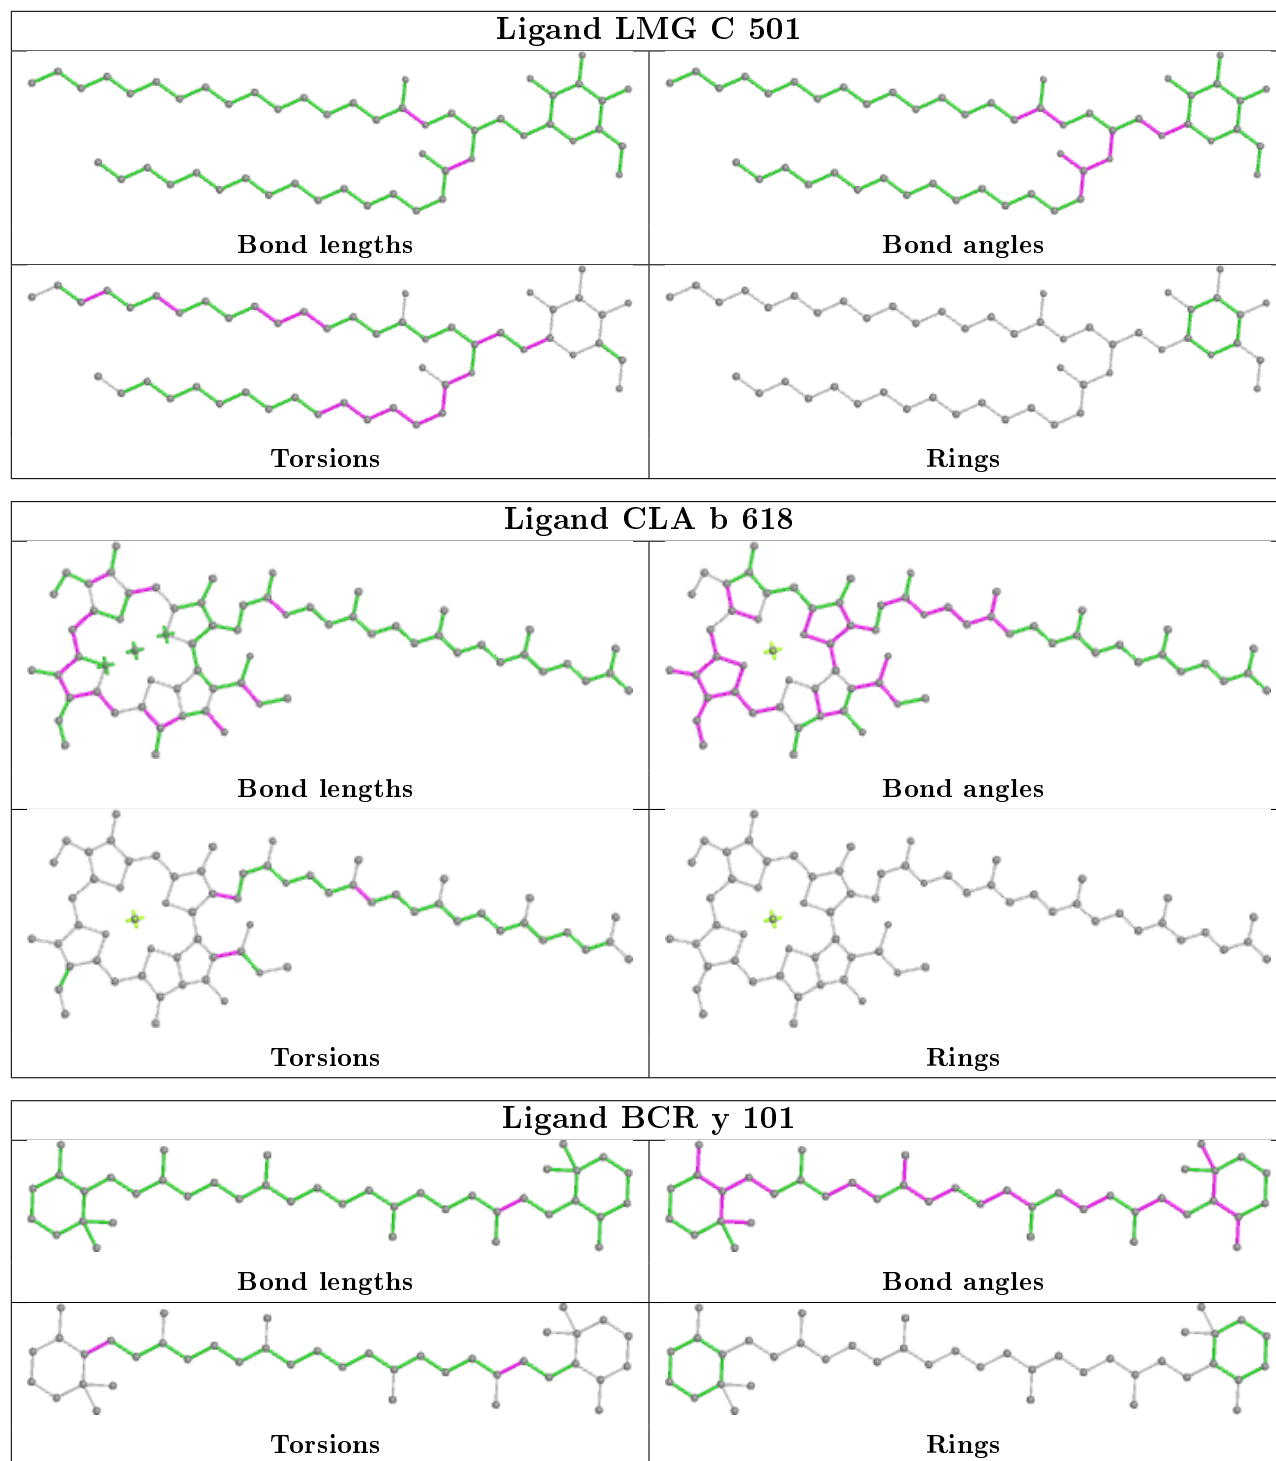 Ligand LMG C 501
Bond lengths
Bond angles
Torsions
Rings
Ligand CLA b 618
Bond lengths
Bond angles
Torsions
Rings
Ligand BCR y 101
Bond lengths
Bond angles
Torsions
Rings